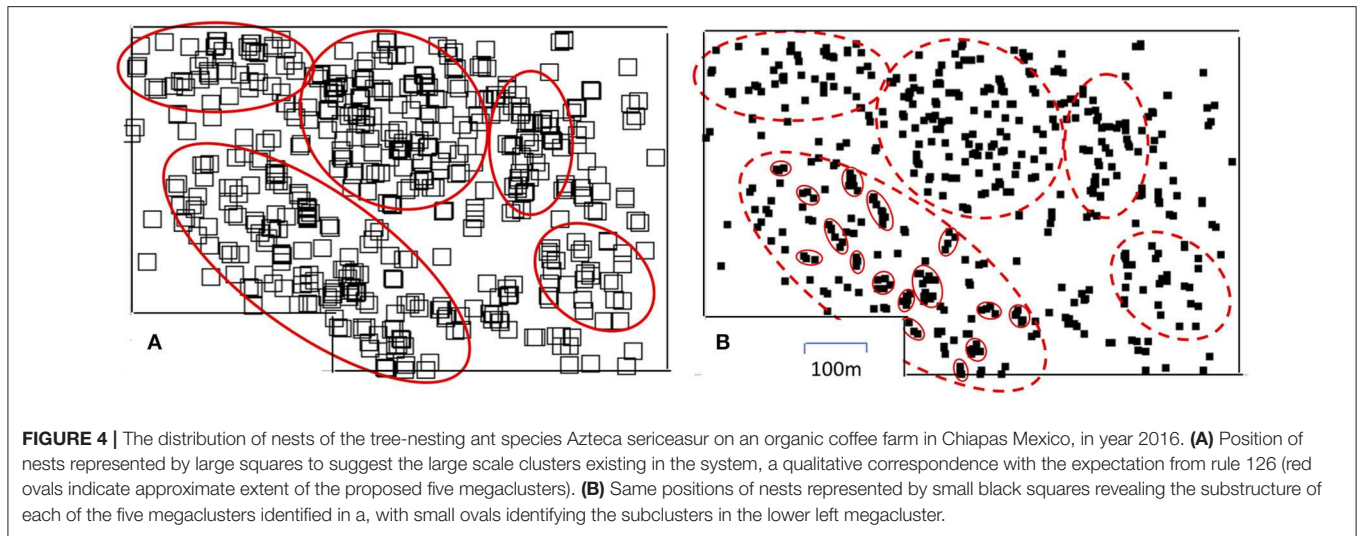 A
B
100m
FIGURE 4 | The distribution of nests of the tree-nesting ant species Azteca sericeasur on an organic coffee farm in Chiapas Mexico, in year 2016. (A) Position of
nests represented by large squares to suggest the large scale clusters existing in the system, a qualitative correspondence with the expectation from rule 126 (red
ovals indicate approximate extent of the proposed five megaclusters). (B) Same positions of nests represented by small black squares revealing the substructure of
each of the five megaclusters identified in a, with small ovals identifying the subclusters in the lower left megacluster.